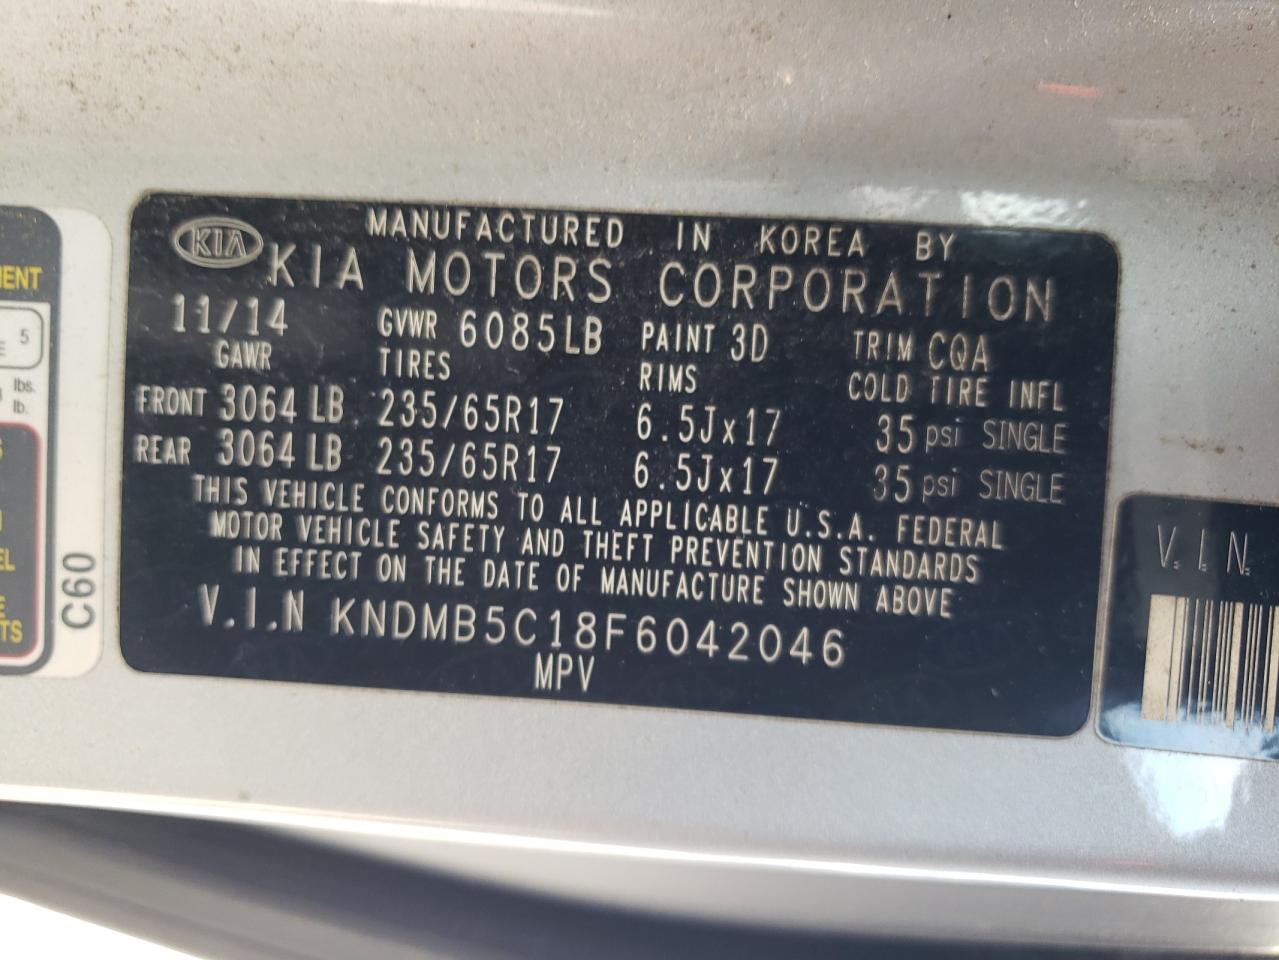 KIA
MANUFACTURED IN KOREA BY
KIA MOTORS CORPORATION
11/14 GVWR 6085LB PAINT 3D TRIM CQA
GAWR TIRES RIMS COLD TIRE INFL
FRONT 3064 LB 235/65R17 6.5Jx17 35 psi SINGLE
REAR 3064 LB 235/65R17 6.5Jx17 35 psi SINGLE
THIS VEHICLE CONFORMS TO ALL APPLICABLE U.S.A. FEDERAL
MOTOR VEHICLE SAFETY AND THEFT PREVENTION STANDARDS
IN EFFECT ON THE DATE OF MANUFACTURE SHOWN ABOVE
V.I.N KNDMB5C18F6042046
MPV
5
lbs.
lb.
C60
V.I.N.